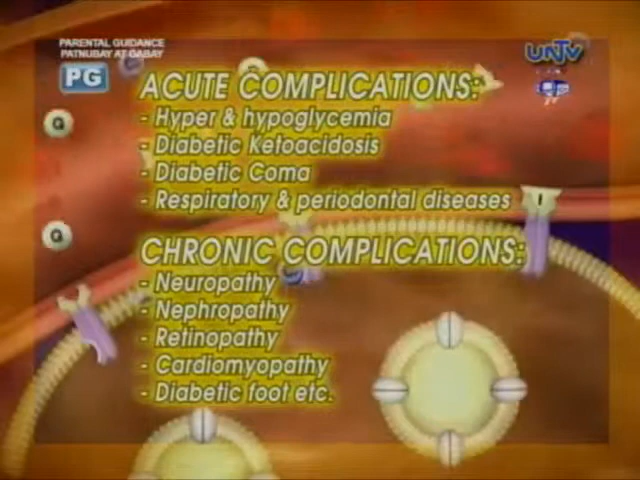 PARENTAL GUIDANCE
PATNUBAY AT GABAY
PG
UNTV
ACUTE COMPLICATIONS:
- Hyper & hypoglycemia
- Diabetic Ketoacidosis
- Diabetic Coma
- Respiratory & periodontal diseases
G
I
G
CHRONIC COMPLICATIONS:
- Neuropathy
- Nephropathy
- Retinopathy
- Cardiomyopathy
- Diabetic foot etc.